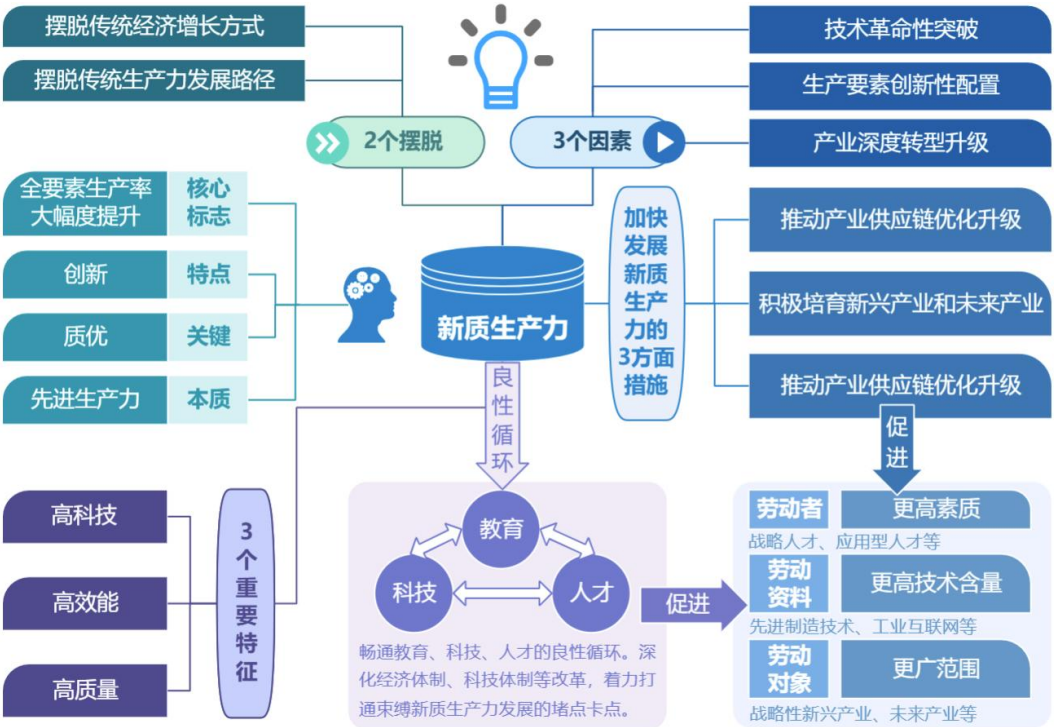 摆脱传统经济增长方式
摆脱传统生产力发展路径
2个摆脱
3个因素
技术革命性突破
生产要素创新性配置
产业深度转型升级
全要素生产率
大幅度提升
核心
标志
创新
特点
质优
关键
先进生产力
本质
新质生产力
加快
发展
新质
生产
力的
3方面
措施
推动产业供应链优化升级
积极培育新兴产业和未来产业
推动产业供应链优化升级
促进
良性循环
高科技
高效能
高质量
3个重要特征
教育
科技
人才
畅通教育、科技、人才的良性循环。深
化经济体制、科技体制等改革，着力打
通束缚新质生产力发展的堵点卡点。
促进
劳动者
更高素质
战略人才、应用型人才等
劳动
资料
更高技术含量
先进制造技术、工业互联网等
劳动
对象
更广范围
战略性新兴产业、未来产业等